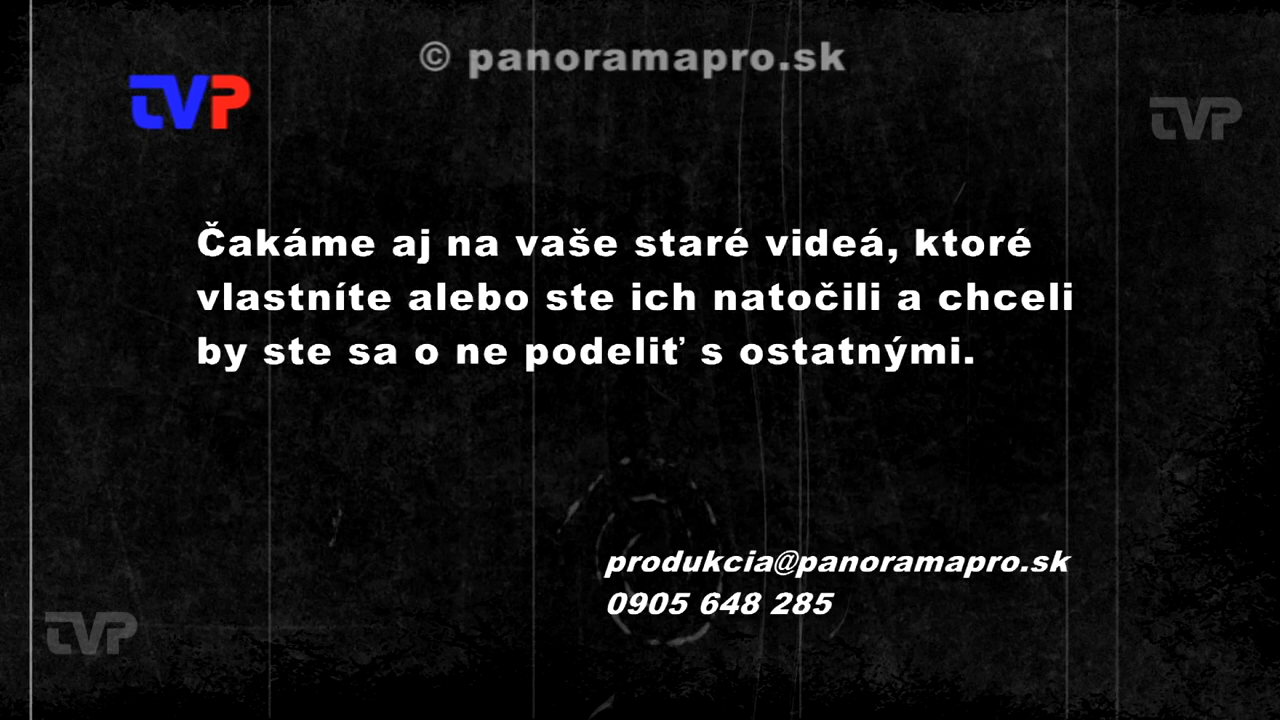 © panoramapro.sk
TVP
TVP
Čakáme aj na vaše staré videá, ktoré
vlastníte alebo ste ich natočili a chceli
by ste sa o ne podeliť s ostatnými.
produkcia@panoramapro.sk
0905 648 285
TVP